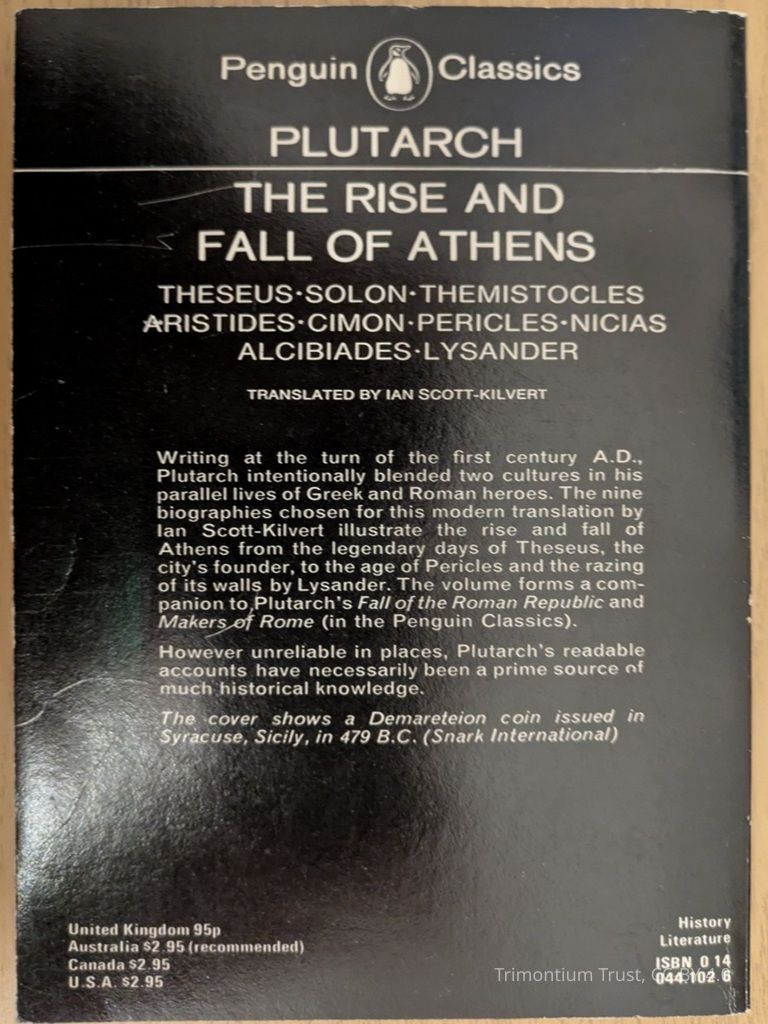 Penguin Classics
PLUTARCH
THE RISE AND
FALL OF ATHENS
THESEUS·SOLON·THEMISTOCLES
ARISTIDES·CIMON·PERICLES·NICIAS
ALCIBIADES·LYSANDER
TRANSLATED BY IAN SCOTT-KILVERT
Writing at the turn of the first century A.D.,
Plutarch intentionally blended two cultures in his
parallel lives of Greek and Roman heroes. The nine
biographies chosen for this modern translation by
Ian Scott-Kilvert illustrate the rise and fall of
Athens from the legendary days of Theseus, the
city's founder, to the age of Pericles and the razing
of its walls by Lysander. The volume forms a com-
panion to Plutarch's Fall of the Roman Republic and
Makers of Rome (in the Penguin Classics).
However unreliable in places, Plutarch's readable
accounts have necessarily been a prime source of
much historical knowledge.
The cover shows a Demareteion coin issued in
Syracuse, Sicily, in 479 B.C. (Snark International)
United Kingdom 95p
Australia $2.95 (recommended)
Canada $2.95
U.S.A. $2.95
History
Literature
ISBN 0 14
044.102.6
Trimontium Trust, CC BY